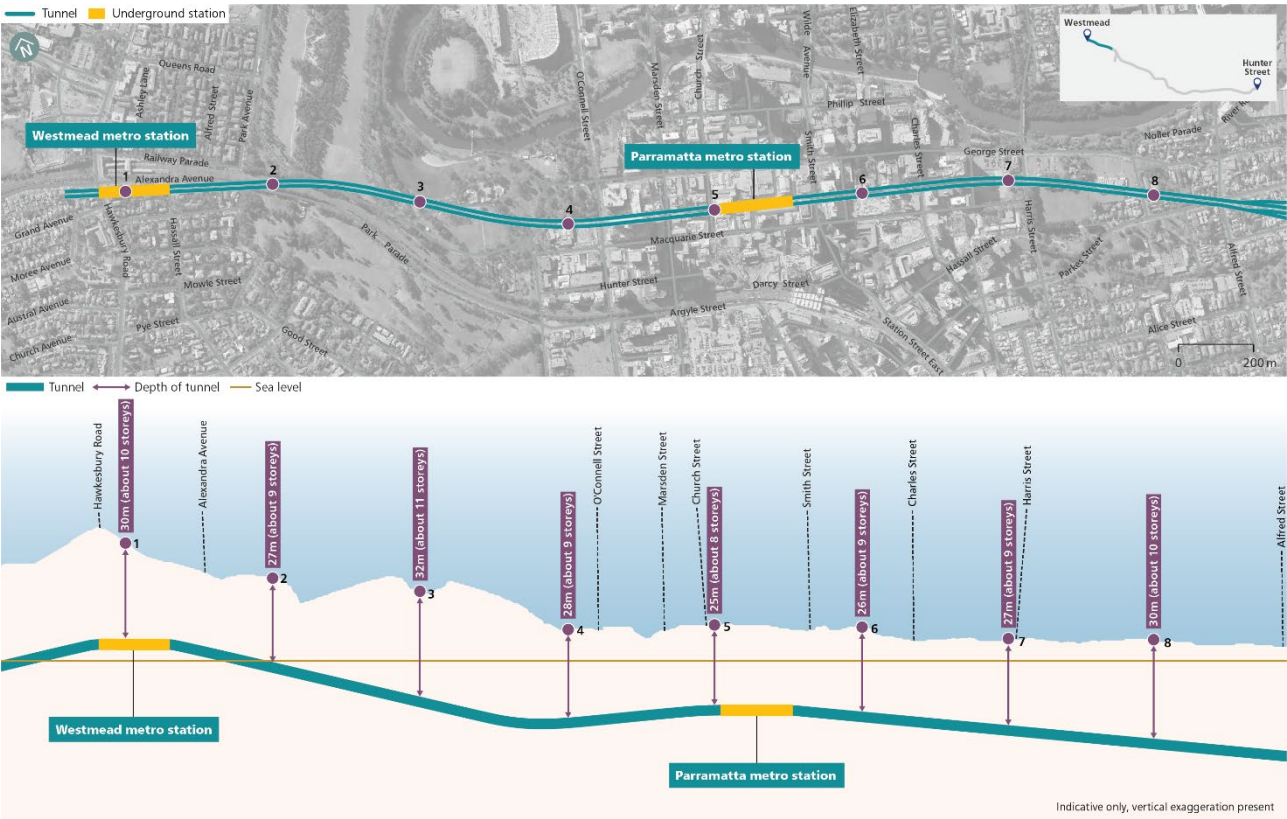 Tunnel Underground station
N
Westmead
Hunter
Street
Queens Road
Ashley Lane
Alfred Street
Park Avenue
Westmead metro station
Railway Parade
Alexandra Avenue
O'Connell Street
Marsden Street
Church Street
Wilde Avenue
Elizabeth Street
Phillip Street
Smith Street
Charles Street
George Street
Noller Parade
River R
Parramatta metro station
1
2
3
4
5
6
7
8
Grand Avenue
Hawkesbury Road
Hassall Street
Moree Avenue
Mowle Street
Austral Avenue
Pye Street
Church Avenue
Good Street
Park Parade
Macquarie Street
Hunter Street
Darcy Street
Argyle Street
Station Street East
Hassall Street
Harris Street
Parkes Street
Alfred Street
Alice Street
0 200 m
Tunnel Depth of tunnel Sea level
Hawkesbury Road
30m (about 10 storeys)
1
Alexandra Avenue
27m (about 9 storeys)
2
32m (about 11 storeys)
3
28m (about 9 storeys)
4
O'Connell Street
Marsden Street
Church Street
25m (about 8 storeys)
5
Smith Street
26m (about 9 storeys)
6
Charles Street
27m (about 9 storeys)
7
Harris Street
30m (about 10 storeys)
8
Alfred Street
Westmead metro station
Parramatta metro station
Indicative only, vertical exaggeration present